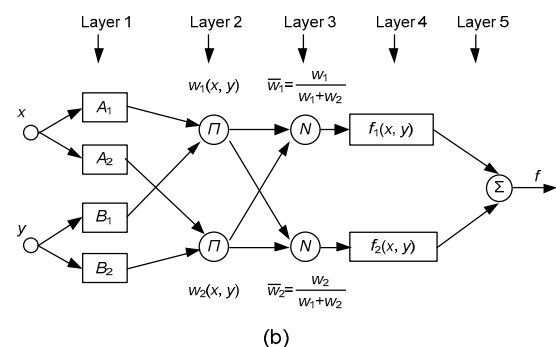 Layer 1 Layer 2 Layer 3 Layer 4 Layer 5
w₁(x, y) w̅₁= w₁
w₁+w₂
x A₁ Π N f₁(x, y)
A₂
Σ f
y B₁
B₂ Π N f₂(x, y)
w₂(x, y) w̅₂= w₂
w₁+w₂
(b)